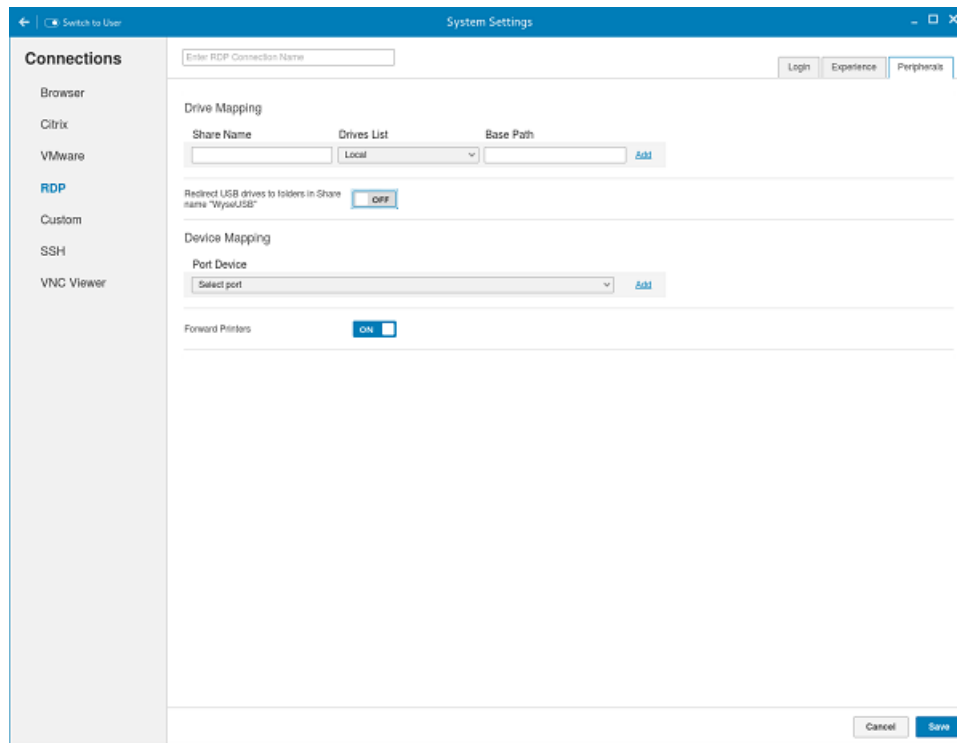 Switch to User
System Settings
Connections
Browser
Citrix
VMware
RDP
Custom
SSH
VNC Viewer
Enter RDP Connection Name
Login
Experience
Peripherals
Drive Mapping
Share Name
Drives List
Base Path
Local
Add
Redirect USB drives to folders in Share
name "WyseUSB"
OFF
Device Mapping
Port Device
Select port
Add
Forward Printers
ON
Cancel
Save